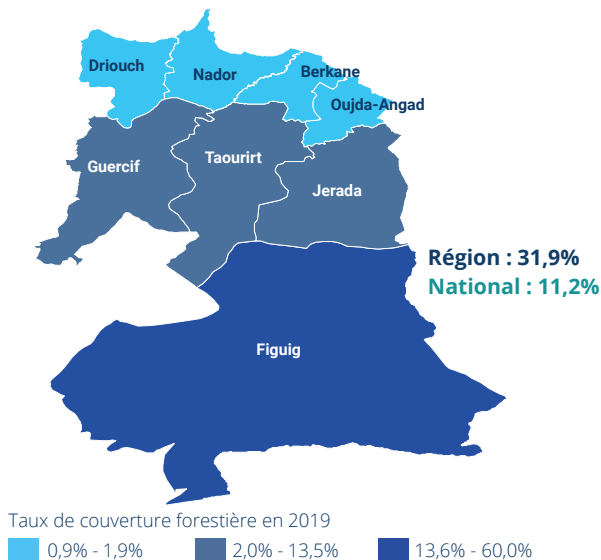 Driouch
Nador
Berkane
Oujda-Angad
Guercif
Taourirt
Jerada
Région : 31,9%
National : 11,2%
Figuig
Taux de couverture forestière en 2019
0,9% - 1,9%
2,0% - 13,5%
13,6% - 60,0%